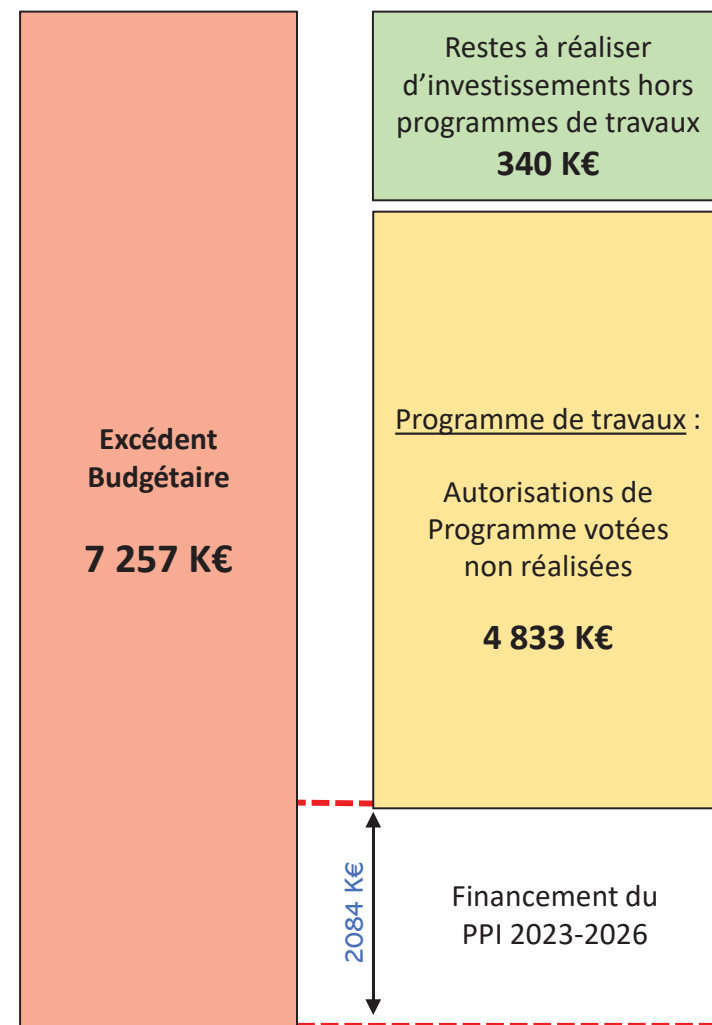 Excédent
Budgétaire
7 257 K€
Restes à réaliser
d’investissements hors
programmes de travaux
340 K€
Programme de travaux :
Autorisations de
Programme votées
non réalisées
4 833 K€
2084 K€
Financement du
PPI 2023-2026